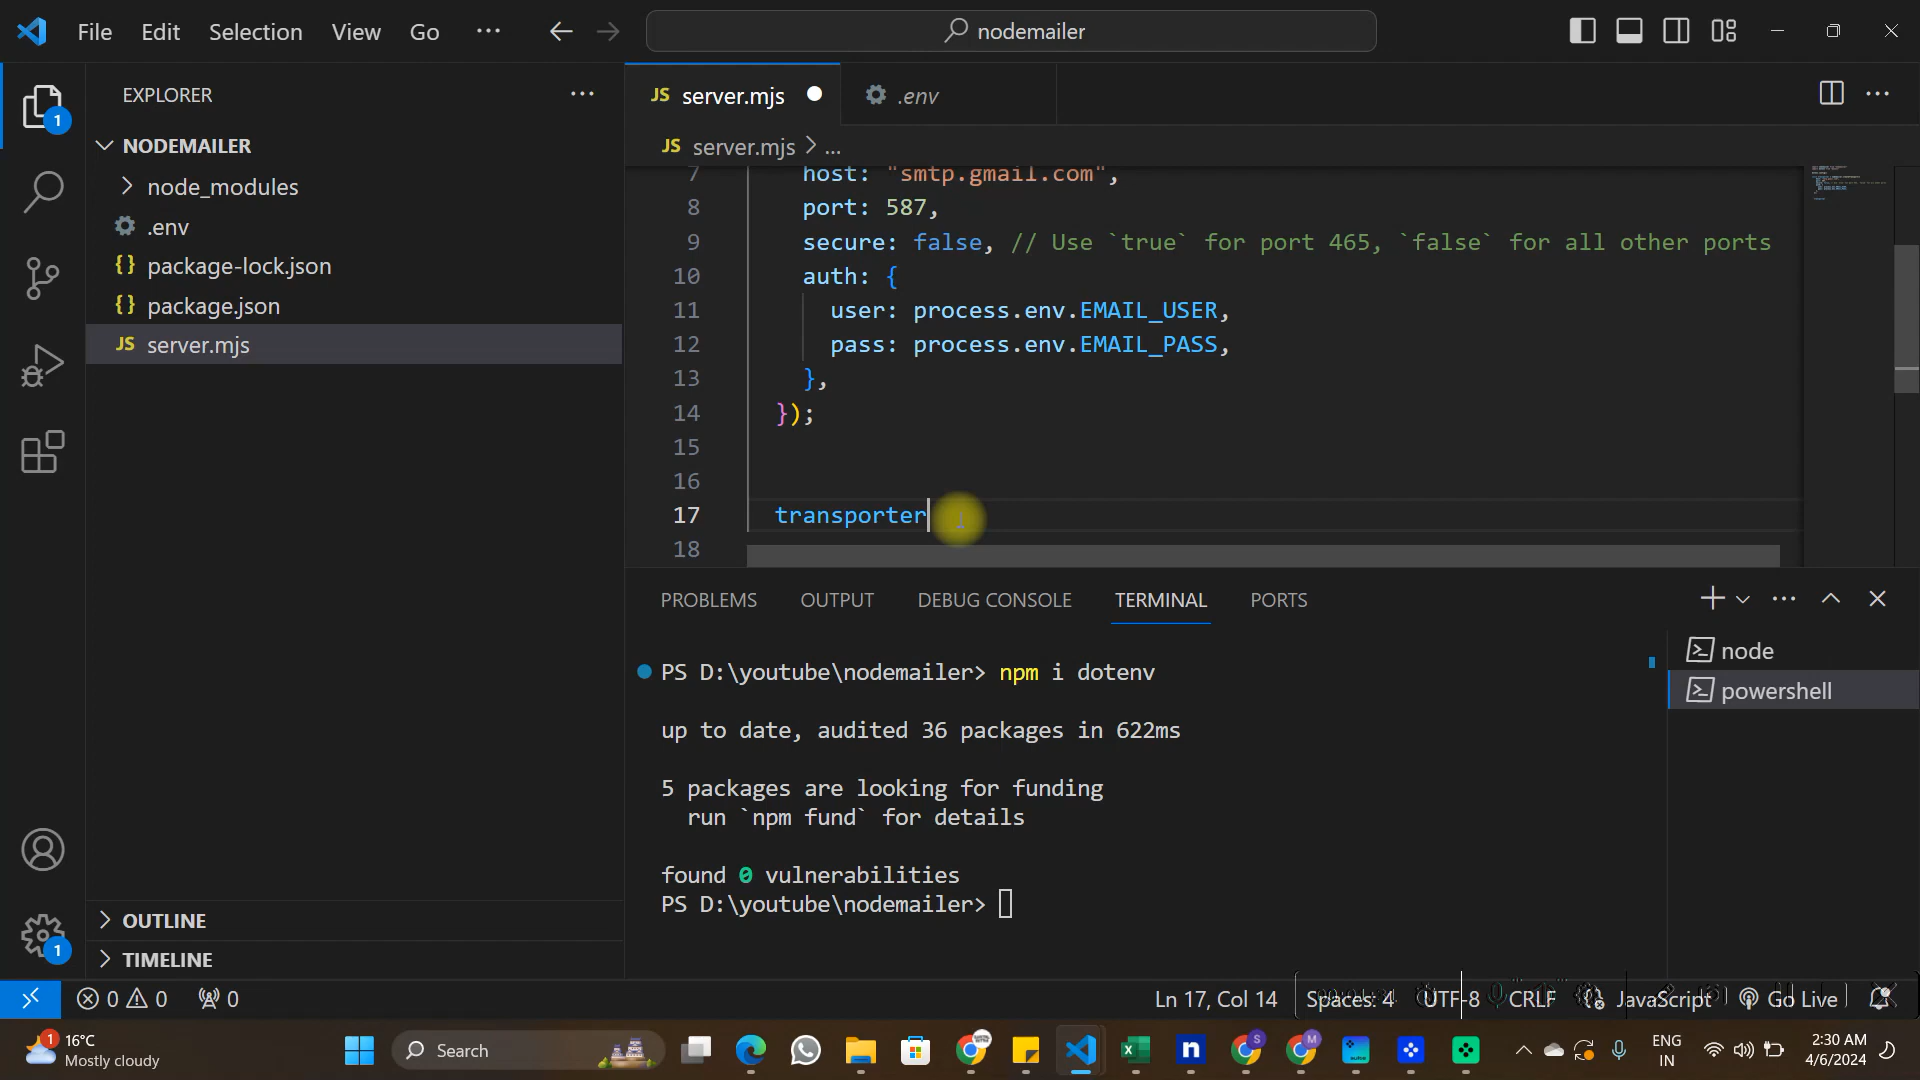 File Edit Selection View Go ··· nodemailer
EXPLORER ···
1
NODEMAILER
node_modules
.env
package-lock.json
package.json
JS server.mjs
OUTLINE
TIMELINE
1
JS server.mjs .env ···
JS server.mjs > ...
7 host: "smtp.gmail.com",
8 port: 587,
9 secure: false, // Use `true` for port 465, `false` for all other ports
10 auth: {
11 user: process.env.EMAIL_USER,
12 pass: process.env.EMAIL_PASS,
13 },
14 });
15
16
17 transporter
18
PROBLEMS OUTPUT DEBUG CONSOLE TERMINAL PORTS
PS D:\youtube\nodemailer> npm i dotenv
up to date, audited 36 packages in 622ms
5 packages are looking for funding
run `npm fund` for details
found 0 vulnerabilities
PS D:\youtube\nodemailer>
node
powershell
0 0 0 Ln 17, Col 14 Spaces: 4 UTF-8 CRLF JavaScript Go Live
1 16°C
Mostly cloudy
Search
ENG
IN
2:30 AM
4/6/2024